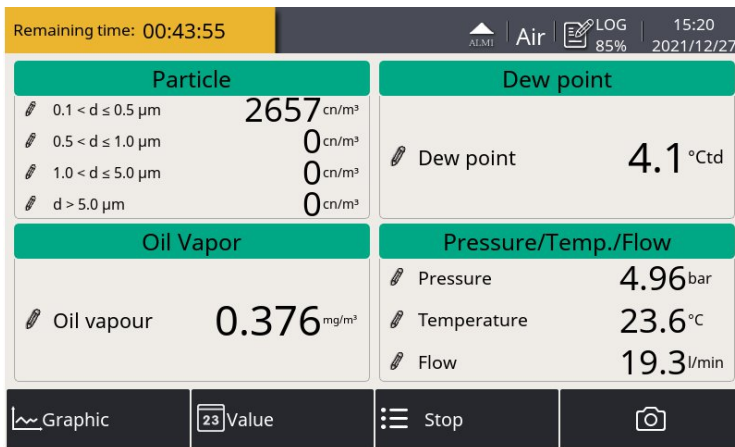 Remaining time: 00:43:55
ALM1
Air
LOG
85%
15:20
2021/12/27
Particle
0.1 < d ≤ 0.5 µm 2657 cn/m³
0.5 < d ≤ 1.0 µm 0 cn/m³
1.0 < d ≤ 5.0 µm 0 cn/m³
d > 5.0 µm 0 cn/m³
Dew point
Dew point 4.1 °Ctd
Oil Vapor
Oil vapour 0.376 mg/m³
Pressure/Temp./Flow
Pressure 4.96 bar
Temperature 23.6 °C
Flow 19.3 l/min
Graphic
23 Value
Stop